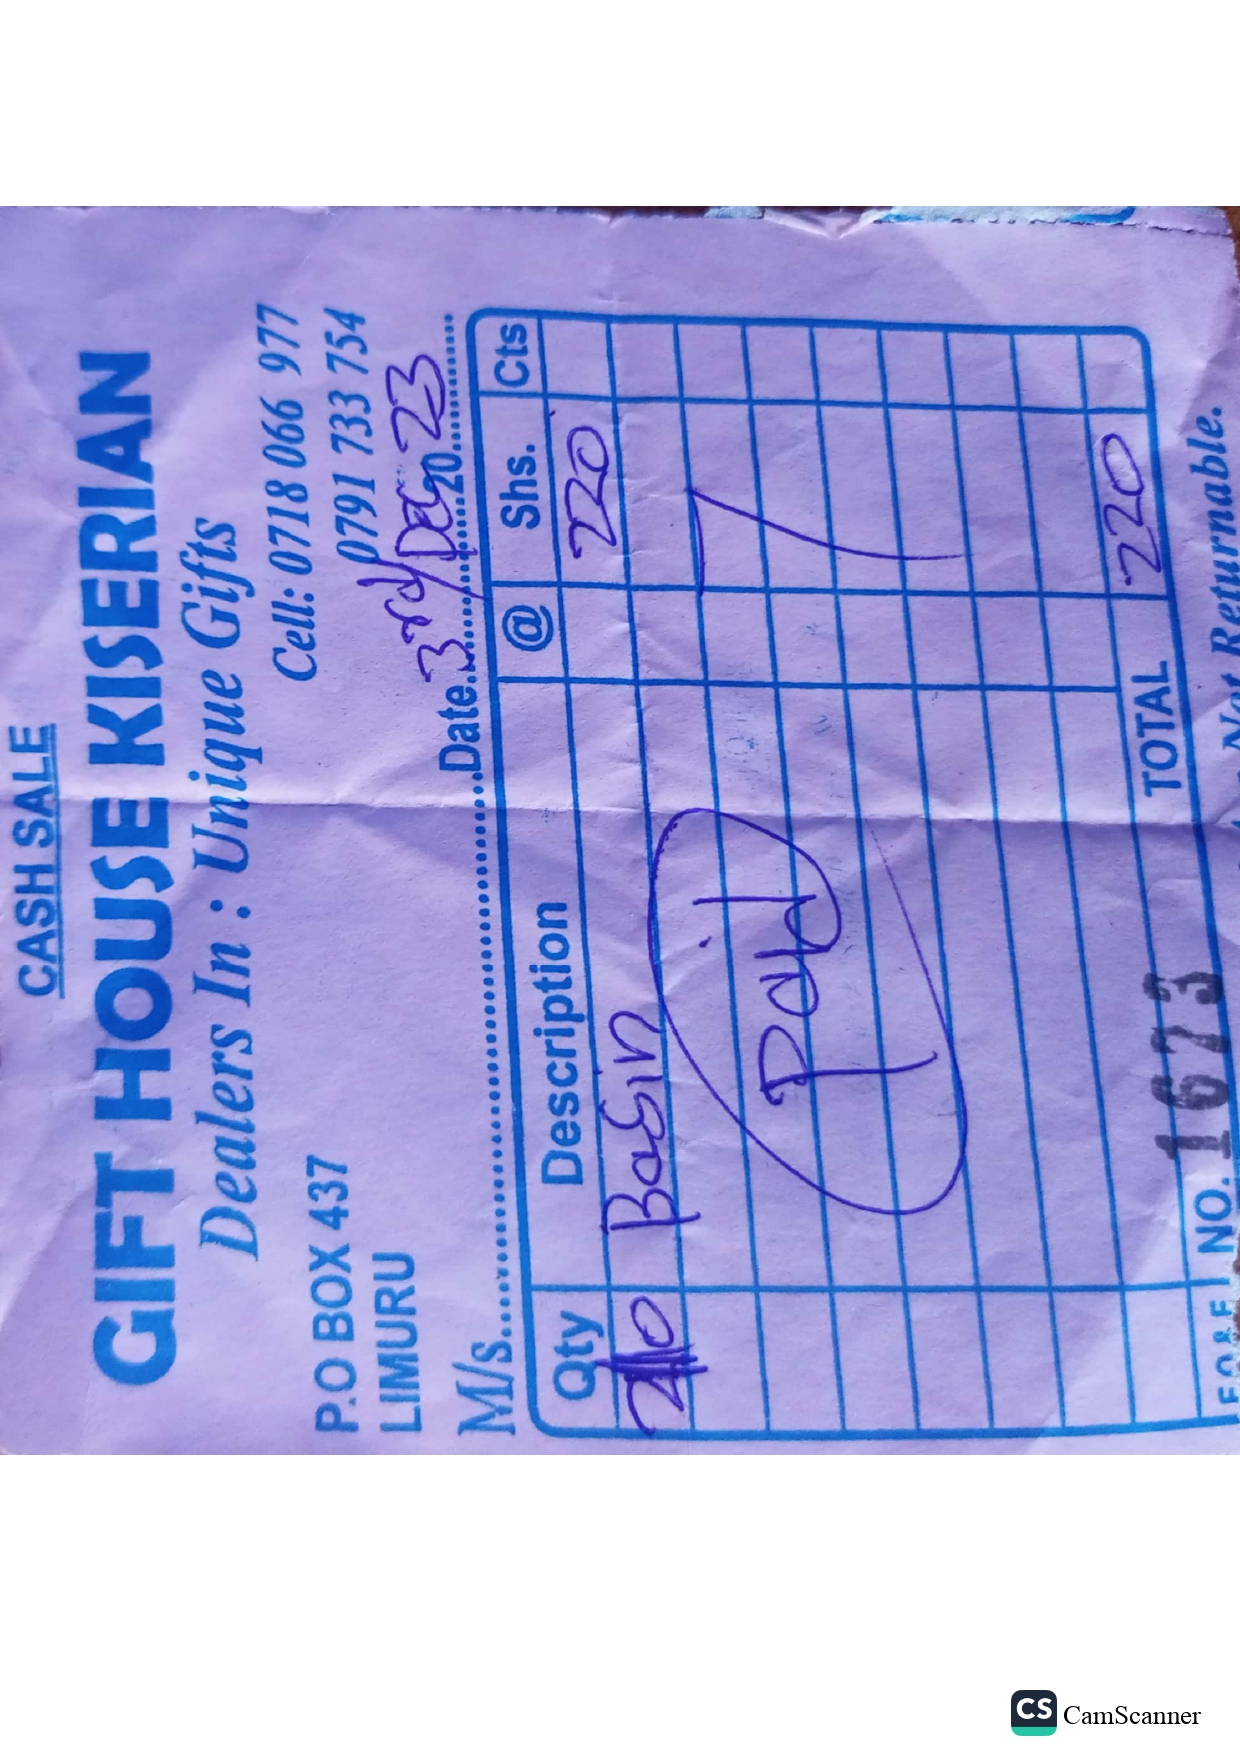 CASH SALE
GIFT HOUSE KISERIAN
Dealers In : Unique Gifts
Cell: 0718 066 977
0791 733 754
P.O BOX 437
LIMURU
M/s.......................Date 3rd/Dec 2023
Qty Description @ Shs. Cts
Basin 220
Paid
TOTAL 220
E.O&E NO. 1673
Not Returnable.
CS CamScanner